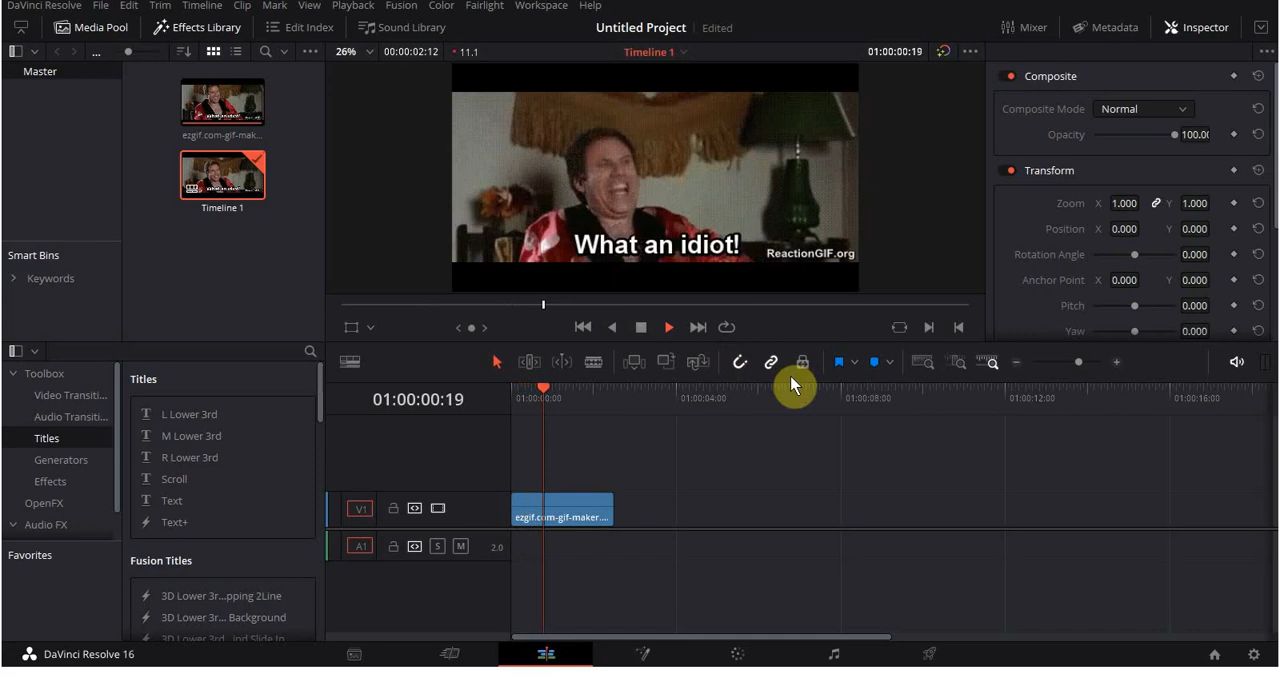 DaVinci Resolve File Edit Trim Timeline Clip Mark View Playback Fusion Color Fairlight Workspace Help
Media Pool Effects Library Edit Index Sound Library Untitled Project Edited Mixer Metadata Inspector
... 26% 00:00:02:12 • 11.1 Timeline 1 01:00:00:19
Master
ezgif.com-gif-mak...
Timeline 1
Smart Bins
Keywords
What an idiot!
ReactionGIF.org
Composite
Composite Mode Normal
Opacity 100.00
Transform
Zoom X 1.000 Y 1.000
Position X 0.000 Y 0.000
Rotation Angle 0.000
Anchor Point X 0.000 Y 0.000
Pitch 0.000
Yaw 0.000
Toolbox
Video Transiti...
Audio Transiti...
Titles
Generators
Effects
OpenFX
Audio FX
Favorites
Titles
L Lower 3rd
M Lower 3rd
R Lower 3rd
Scroll
Text
Text+
Fusion Titles
3D Lower 3r...pping 2Line
3D Lower 3r... Background
3D Lower 3rd...ind Slide In
01:00:00:19
01:00:00:00 01:00:04:00 01:00:08:00 01:00:12:00 01:00:16:00
V1
ezgif.com-gif-maker....
A1 S M 2.0
DaVinci Resolve 16